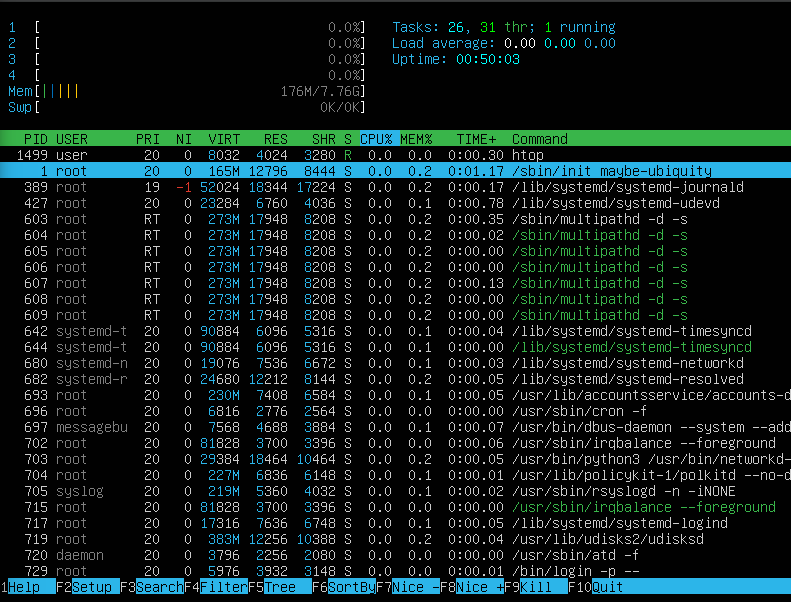 1 [ 0.0%] Tasks: 26, 31 thr; 1 running
2 [ 0.0%] Load average: 0.00 0.00 0.00
3 [ 0.0%] Uptime: 00:50:03
4 [ 0.0%]
Mem[||||| 176M/7.76G]
Swp[ 0K/0K]
PID USER PRI NI VIRT RES SHR S CPU% MEM% TIME+ Command
1499 user 20 0 8032 4024 3280 R 0.0 0.0 0:00.30 htop
1 root 20 0 165M 12796 8444 S 0.0 0.2 0:01.17 /sbin/init maybe-ubiquity
389 root 19 -1 52024 18344 17224 S 0.0 0.2 0:00.17 /lib/systemd/systemd-journald
427 root 20 0 23284 6760 4036 S 0.0 0.1 0:00.78 /lib/systemd/systemd-udevd
603 root RT 0 273M 17948 8208 S 0.0 0.2 0:00.35 /sbin/multipathd -d -s
604 root RT 0 273M 17948 8208 S 0.0 0.2 0:00.02 /sbin/multipathd -d -s
605 root RT 0 273M 17948 8208 S 0.0 0.2 0:00.00 /sbin/multipathd -d -s
606 root RT 0 273M 17948 8208 S 0.0 0.2 0:00.00 /sbin/multipathd -d -s
607 root RT 0 273M 17948 8208 S 0.0 0.2 0:00.13 /sbin/multipathd -d -s
608 root RT 0 273M 17948 8208 S 0.0 0.2 0:00.00 /sbin/multipathd -d -s
609 root RT 0 273M 17948 8208 S 0.0 0.2 0:00.00 /sbin/multipathd -d -s
642 systemd-t 20 0 90884 6096 5316 S 0.0 0.1 0:00.04 /lib/systemd/systemd-timesyncd
644 systemd-t 20 0 90884 6096 5316 S 0.0 0.1 0:00.00 /lib/systemd/systemd-timesyncd
680 systemd-n 20 0 19076 7536 6672 S 0.0 0.1 0:00.03 /lib/systemd/systemd-networkd
682 systemd-r 20 0 24680 12212 8144 S 0.0 0.2 0:00.05 /lib/systemd/systemd-resolved
693 root 20 0 230M 7408 6584 S 0.0 0.1 0:00.05 /usr/lib/accountsservice/accounts-d
696 root 20 0 6816 2776 2564 S 0.0 0.0 0:00.00 /usr/sbin/cron -f
697 messagebu 20 0 7568 4688 3884 S 0.0 0.1 0:00.07 /usr/bin/dbus-daemon --system --add
702 root 20 0 81828 3700 3396 S 0.0 0.0 0:00.06 /usr/sbin/irqbalance --foreground
703 root 20 0 29384 18464 10464 S 0.0 0.2 0:00.05 /usr/bin/python3 /usr/bin/networkd-
704 root 20 0 227M 6836 6148 S 0.0 0.1 0:00.01 /usr/lib/policykit-1/polkitd --no-d
705 syslog 20 0 219M 5360 4032 S 0.0 0.1 0:00.02 /usr/sbin/rsyslogd -n -iNONE
715 root 20 0 81828 3700 3396 S 0.0 0.0 0:00.00 /usr/sbin/irqbalance --foreground
717 root 20 0 17316 7636 6748 S 0.0 0.1 0:00.05 /lib/systemd/systemd-logind
719 root 20 0 383M 12256 10388 S 0.0 0.2 0:00.04 /usr/lib/udisks2/udisksd
720 daemon 20 0 3796 2256 2080 S 0.0 0.0 0:00.00 /usr/sbin/atd -f
729 root 20 0 5976 3932 3148 S 0.0 0.0 0:00.01 /bin/login -p --
1Help F2Setup F3SearchF4FilterF5Tree F6SortByF7Nice -F8Nice +F9Kill F10Quit